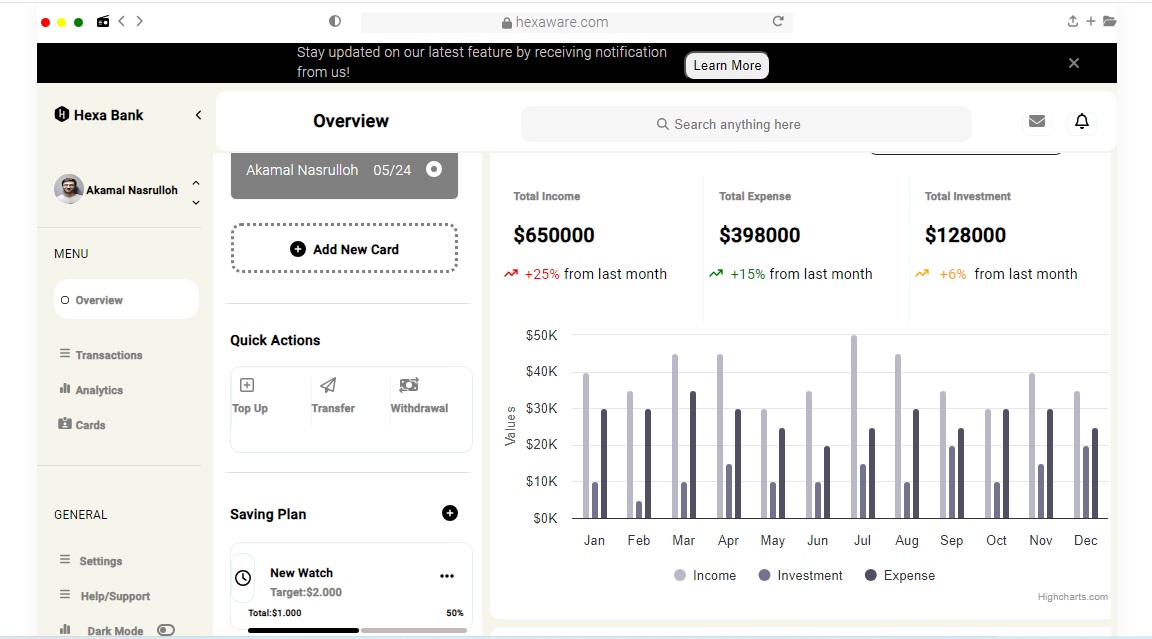 hexaware.com
Stay updated on our latest feature by receiving notification
from us!
Learn More
Hexa Bank
Overview
Search anything here
Akamal Nasrulloh
MENU
Overview
Transactions
Analytics
Cards
GENERAL
Settings
Help/Support
Dark Mode
Akamal Nasrulloh 05/24
Add New Card
Quick Actions
Top Up Transfer Withdrawal
Saving Plan
New Watch
Target:$2.000
Total:$1.000 50%
Total Income Total Expense Total Investment
$650000 $398000 $128000
+25% from last month +15% from last month +6% from last month
Values
$50K
$40K
$30K
$20K
$10K
$0K
Jan Feb Mar Apr May Jun Jul Aug Sep Oct Nov Dec
Income Investment Expense
Highcharts.com